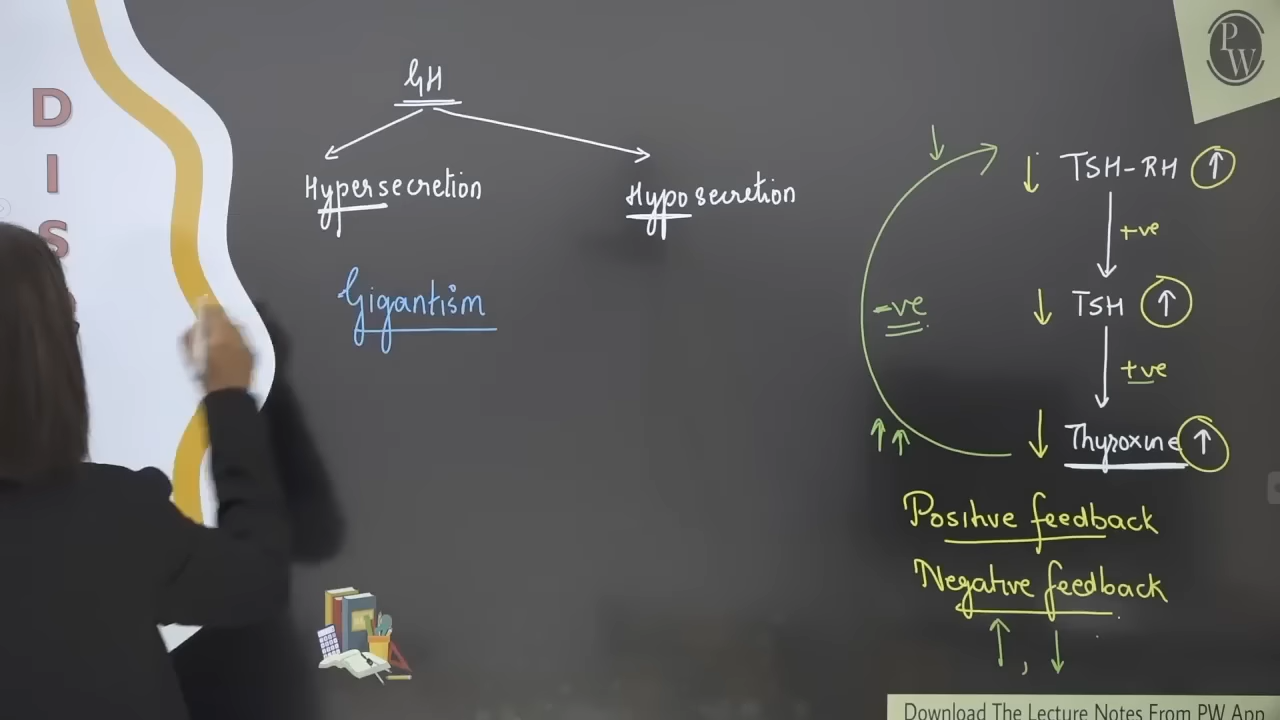 D
I
S
PW
GH
Hypersecretion
Hyposecretion
Gigantism
↓ TSH-RH ↑
+ve
↓ TSH ↑
-ve
+ve
↓ Thyroxine ↑
↑↑
Positive feedback
Negative feedback
↑ , ↓
Download The Lecture Notes From PW App